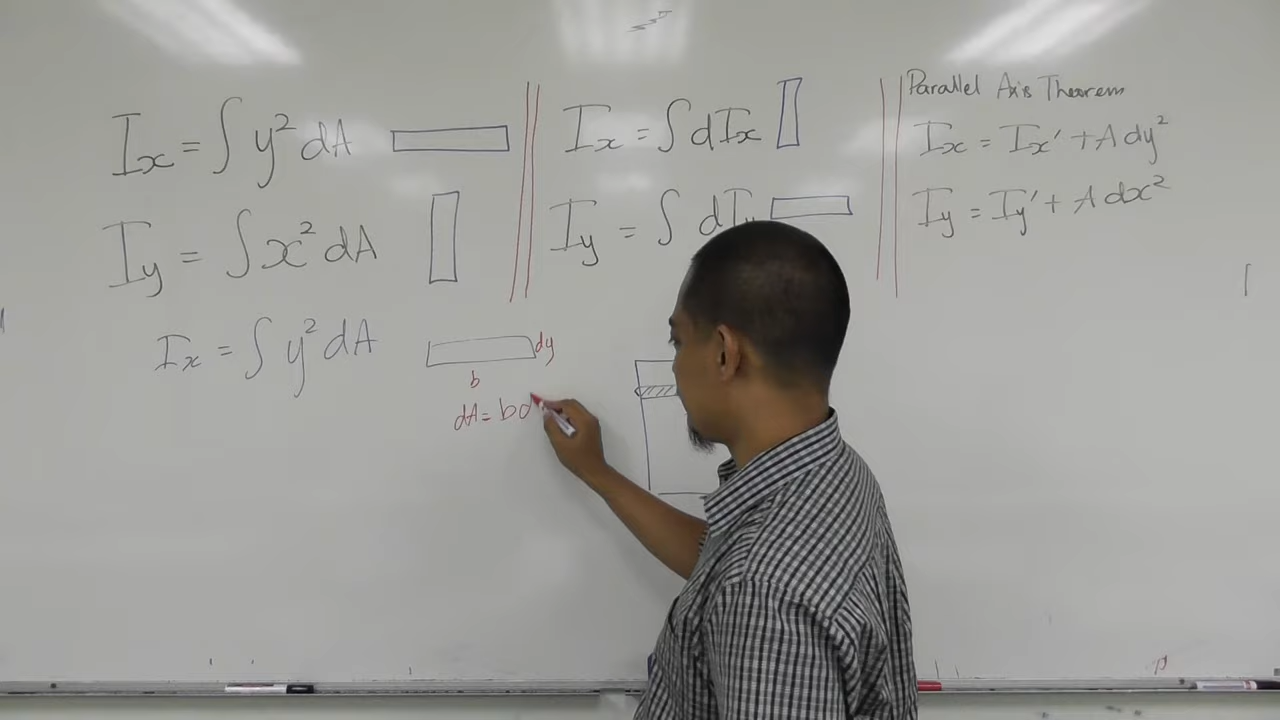 Ix = ∫ y² dA
Iy = ∫ x² dA
Ix = ∫ y² dA
dy
b
dA = b d
Ix = ∫ dIx
Iy = ∫ dIy
Parallel Axis Theorem
Ix = Ix' + A dy²
Iy = Iy' + A dx²